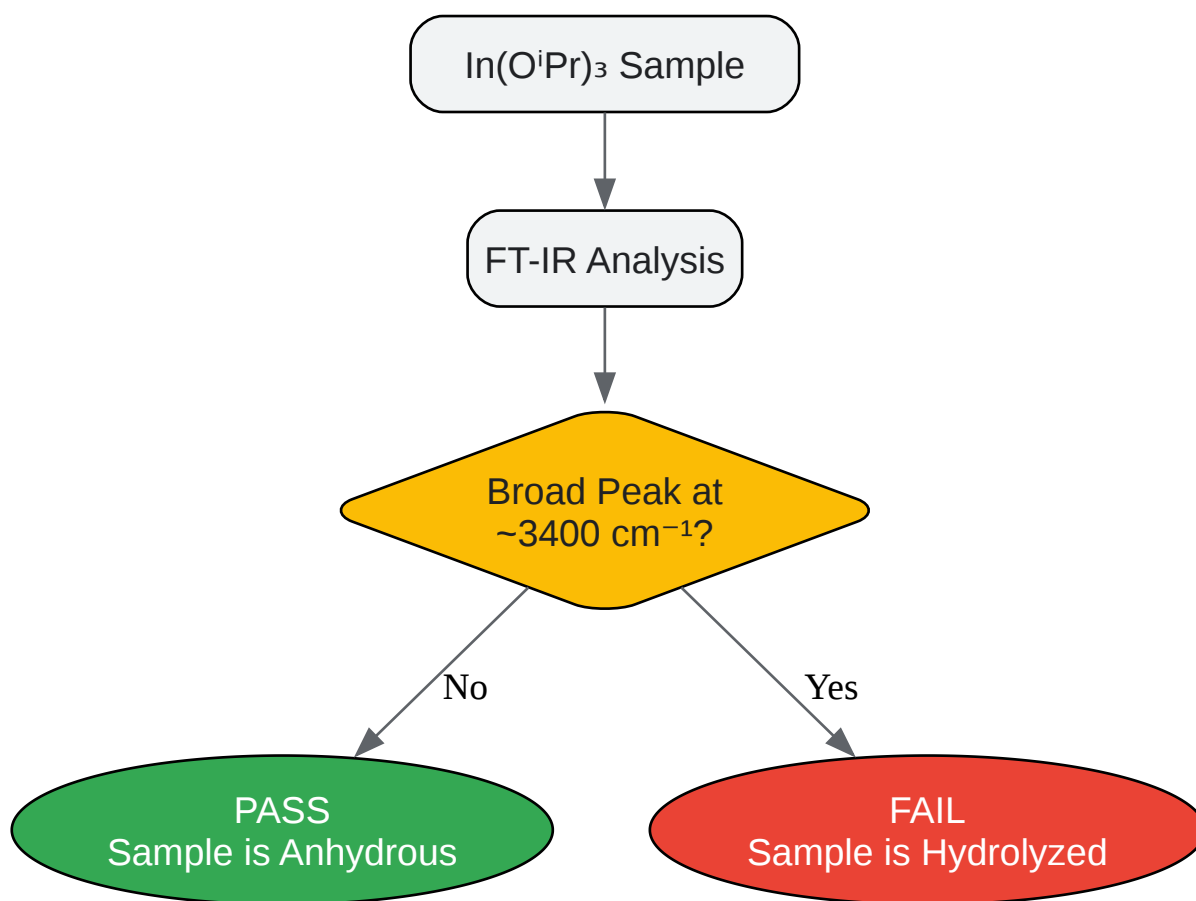 In(OⁱPr)₃ Sample
FT-IR Analysis
Broad Peak at
~3400 cm⁻¹?
No
Yes
PASS
Sample is Anhydrous
FAIL
Sample is Hydrolyzed